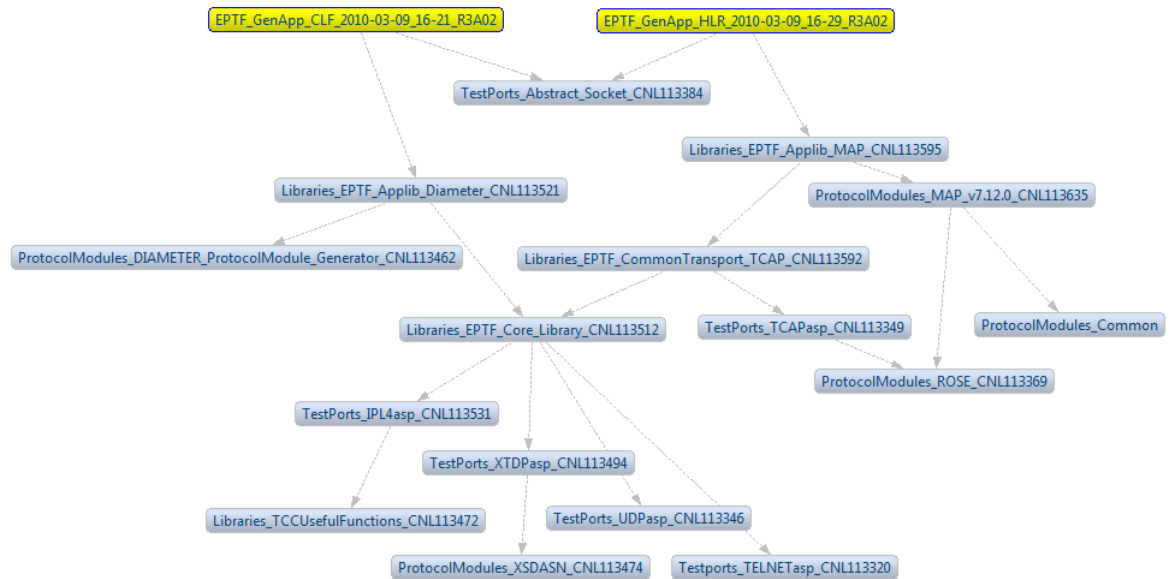 EPTF_GenApp_CLF_2010-03-09_16-21_R3A02
EPTF_GenApp_HLR_2010-03-09_16-29_R3A02
TestPorts_Abstract_Socket_CNL113384
Libraries_EPTF_Applib_MAP_CNL113595
Libraries_EPTF_Applib_Diameter_CNL113521
ProtocolModules_MAP_v7.12.0_CNL113635
ProtocolModules_DIAMETER_ProtocolModule_Generator_CNL113462
Libraries_EPTF_CommonTransport_TCAP_CNL113592
Libraries_EPTF_Core_Library_CNL113512
TestPorts_TCAPasp_CNL113349
ProtocolModules_Common
ProtocolModules_ROSE_CNL113369
TestPorts_IPL4asp_CNL113531
TestPorts_XTDPasp_CNL113494
Libraries_TCCUsefulFunctions_CNL113472
TestPorts_UDPasp_CNL113346
ProtocolModules_XSDASN_CNL113474
Testports_TELNETasp_CNL113320